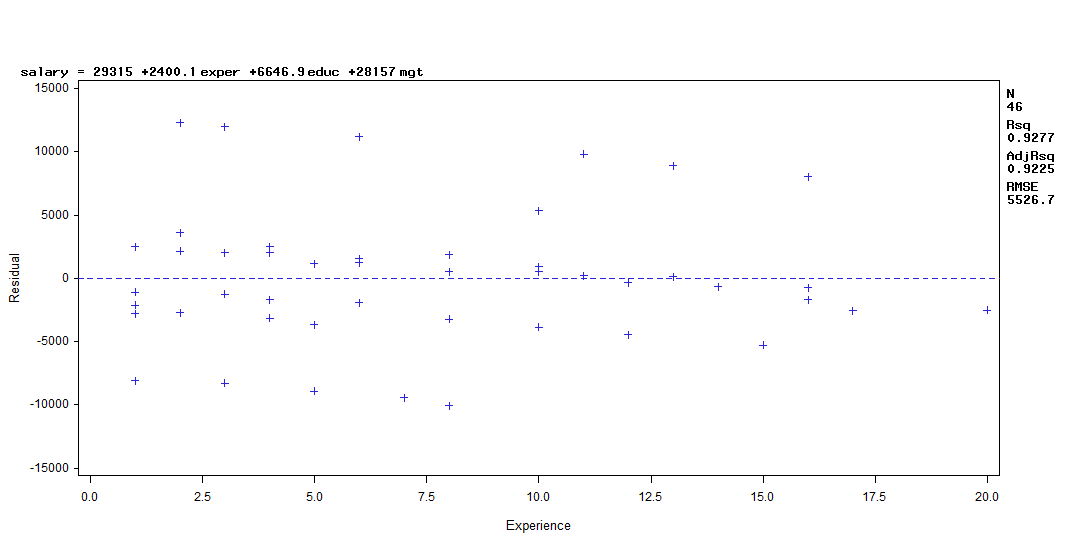 salary = 29315 +2400.1 exper +6646.9 educ +28157 mgt
15000
10000
5000
0
-5000
-10000
-15000
Residual
0.0 2.5 5.0 7.5 10.0 12.5 15.0 17.5 20.0
Experience
N
46
Rsq
0.9277
AdjRsq
0.9225
RMSE
5526.7